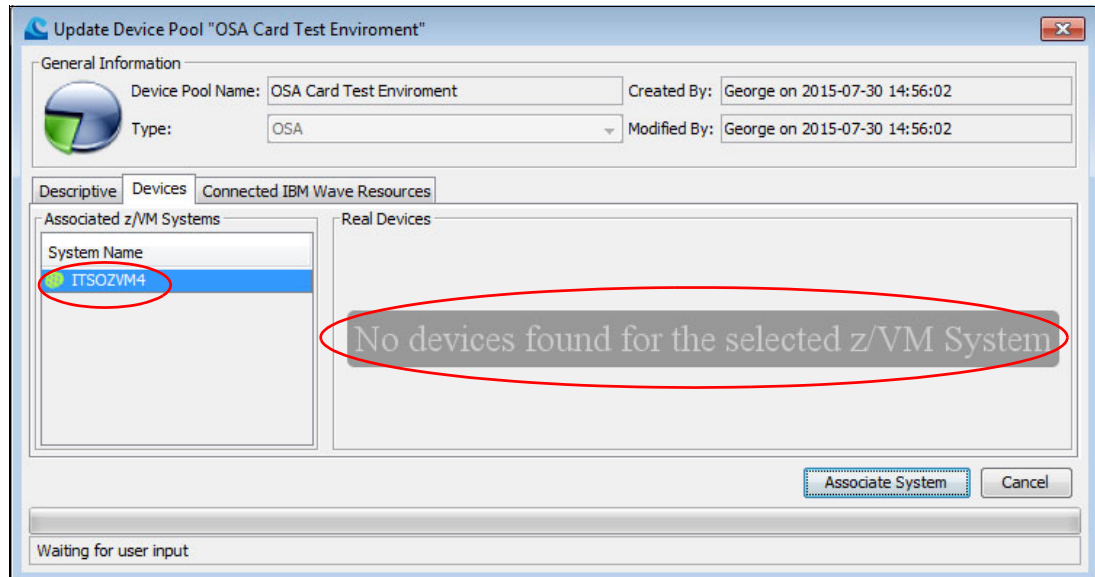 Update Device Pool "OSA Card Test Enviroment"
General Information
Device Pool Name: OSA Card Test Enviroment Created By: George on 2015-07-30 14:56:02
Type: OSA Modified By: George on 2015-07-30 14:56:02
Descriptive Devices Connected IBM Wave Resources
Associated z/VM Systems Real Devices
System Name
ITSOZVM4
No devices found for the selected z/VM System
Associate System Cancel
Waiting for user input